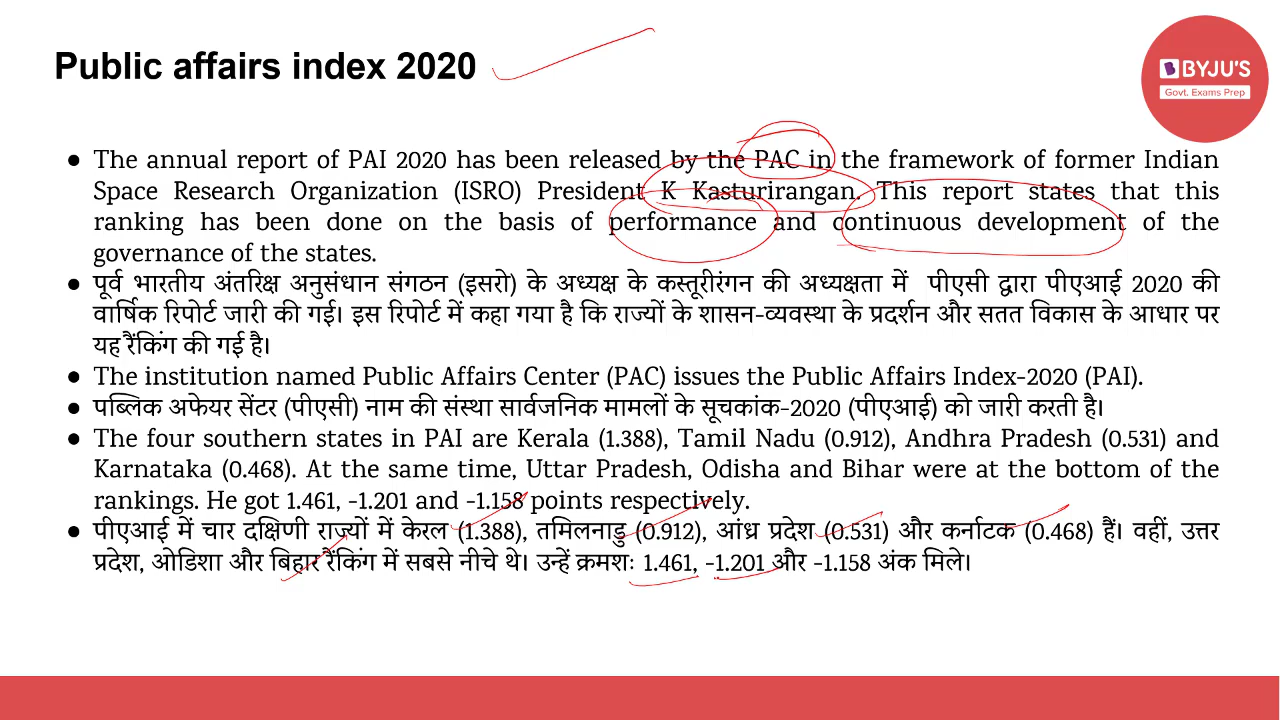 Public affairs index 2020
BYJU'S
Govt. Exams Prep
● The annual report of PAI 2020 has been released by the PAC in the framework of former Indian
Space Research Organization (ISRO) President K Kasturirangan. This report states that this
ranking has been done on the basis of performance and continuous development of the
governance of the states.
● पूर्व भारतीय अंतरिक्ष अनुसंधान संगठन (इसरो) के अध्यक्ष के कस्तूरीरंगन की अध्यक्षता में पीएसी द्वारा पीएआई 2020 की
वार्षिक रिपोर्ट जारी की गई। इस रिपोर्ट में कहा गया है कि राज्यों के शासन-व्यवस्था के प्रदर्शन और सतत विकास के आधार पर
यह रैंकिंग की गई है।
● The institution named Public Affairs Center (PAC) issues the Public Affairs Index-2020 (PAI).
● पब्लिक अफेयर सेंटर (पीएसी) नाम की संस्था सार्वजनिक मामलों के सूचकांक-2020 (पीएआई) को जारी करती है।
● The four southern states in PAI are Kerala (1.388), Tamil Nadu (0.912), Andhra Pradesh (0.531) and
Karnataka (0.468). At the same time, Uttar Pradesh, Odisha and Bihar were at the bottom of the
rankings. He got 1.461, -1.201 and -1.158 points respectively.
● पीएआई में चार दक्षिणी राज्यों में केरल (1.388), तमिलनाडु (0.912), आंध्र प्रदेश (0.531) और कर्नाटक (0.468) हैं। वहीं, उत्तर
प्रदेश, ओडिशा और बिहार रैंकिंग में सबसे नीचे थे। उन्हें क्रमशः 1.461, -1.201 और -1.158 अंक मिले।